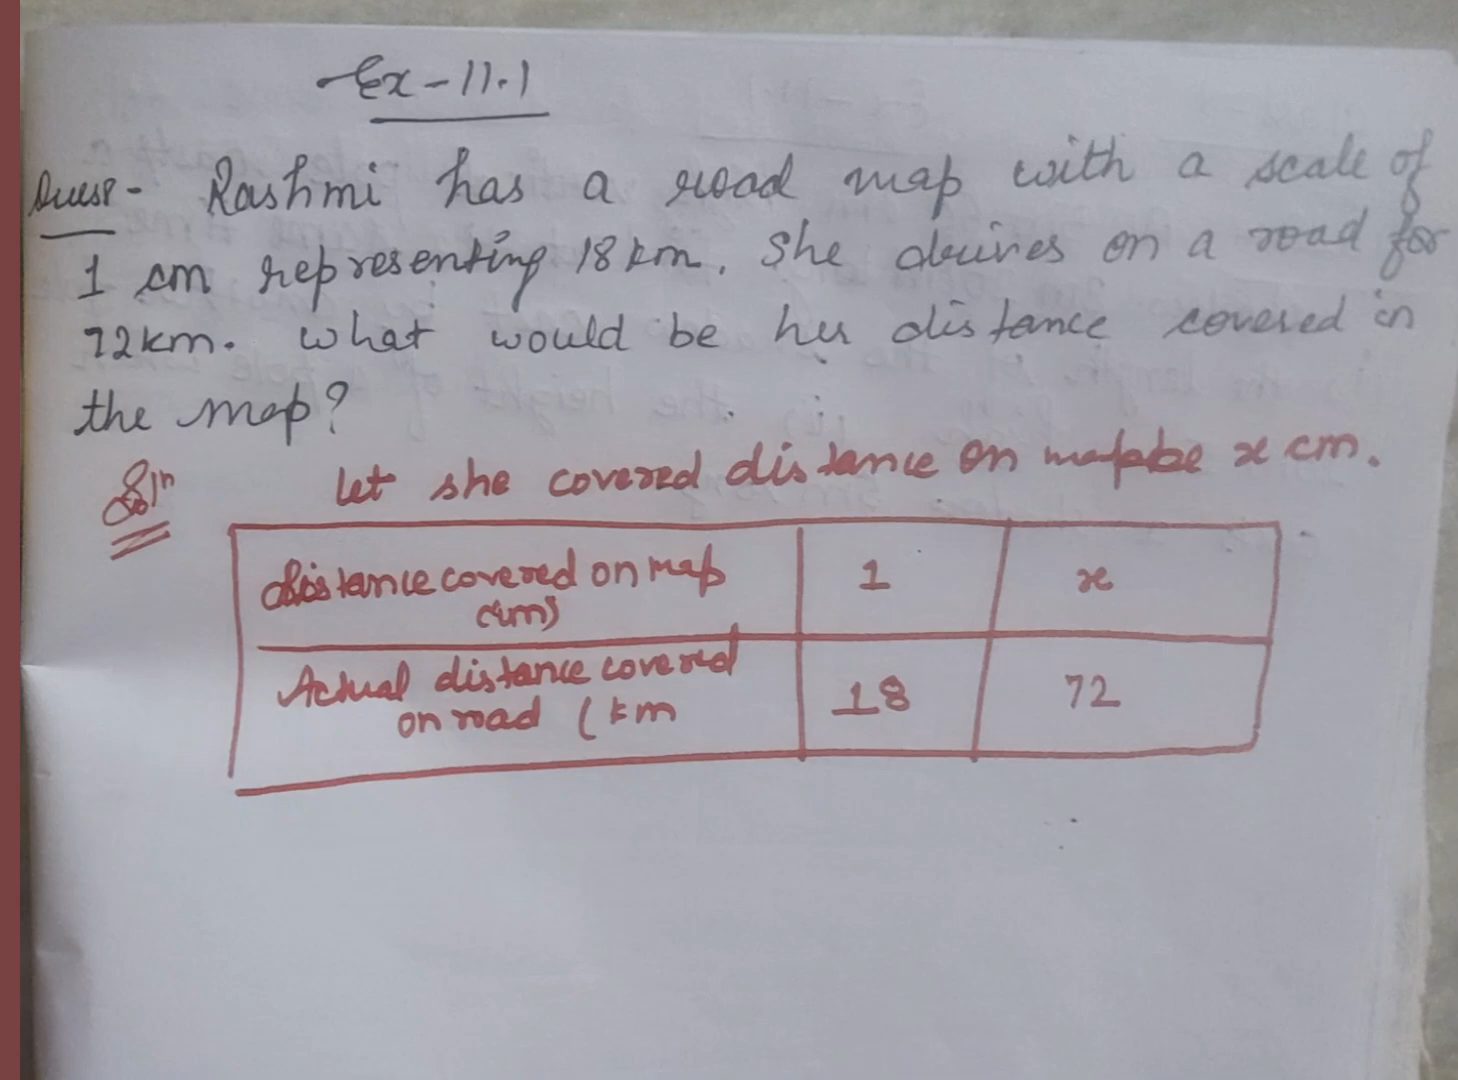 Ex-11.1
Ques- Rashmi has a road map with a scale of
1 cm representing 18 km. She drives on a road for
72km. What would be her distance covered in
the map?
Soln let she covered distance on map be x cm.
Distance covered on map 1 x
(cm)
Actual distance covered 18 72
on road (km